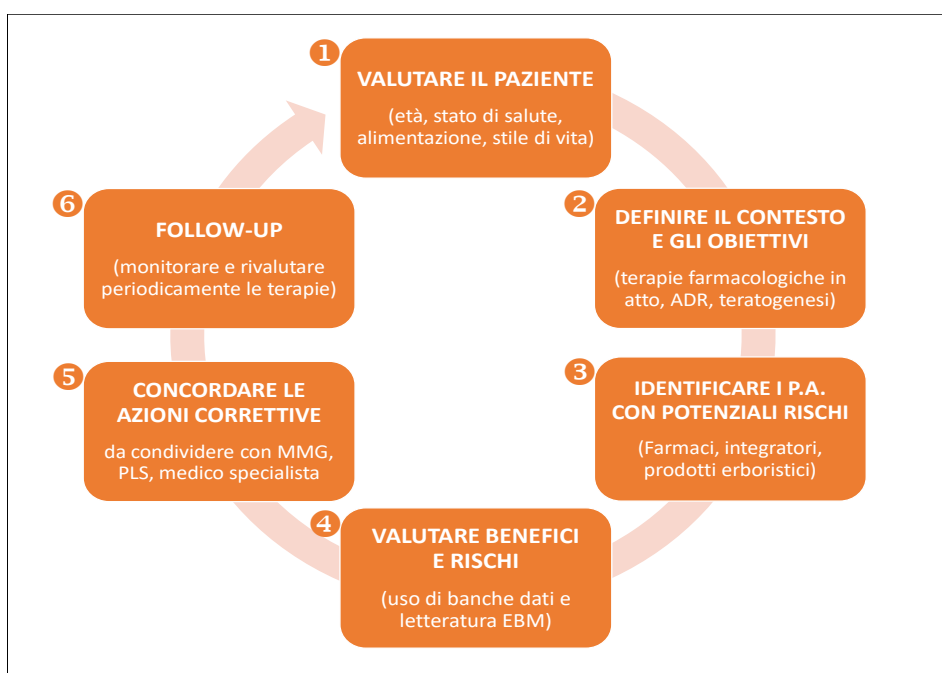 1
VALUTARE IL PAZIENTE
(età, stato di salute,
alimentazione, stile di vita)
2
DEFINIRE IL CONTESTO
E GLI OBIETTIVI
(terapie farmacologiche in
atto, ADR, teratogenesi)
3
IDENTIFICARE I P.A.
CON POTENZIALI RISCHI
(Farmaci, integratori,
prodotti erboristici)
4
VALUTARE BENEFICI
E RISCHI
(uso di banche dati e
letteratura EBM)
5
CONCORDARE LE
AZIONI CORRETTIVE
da condividere con MMG,
PLS, medico specialista
6
FOLLOW-UP
(monitorare e rivalutare
periodicamente le terapie)